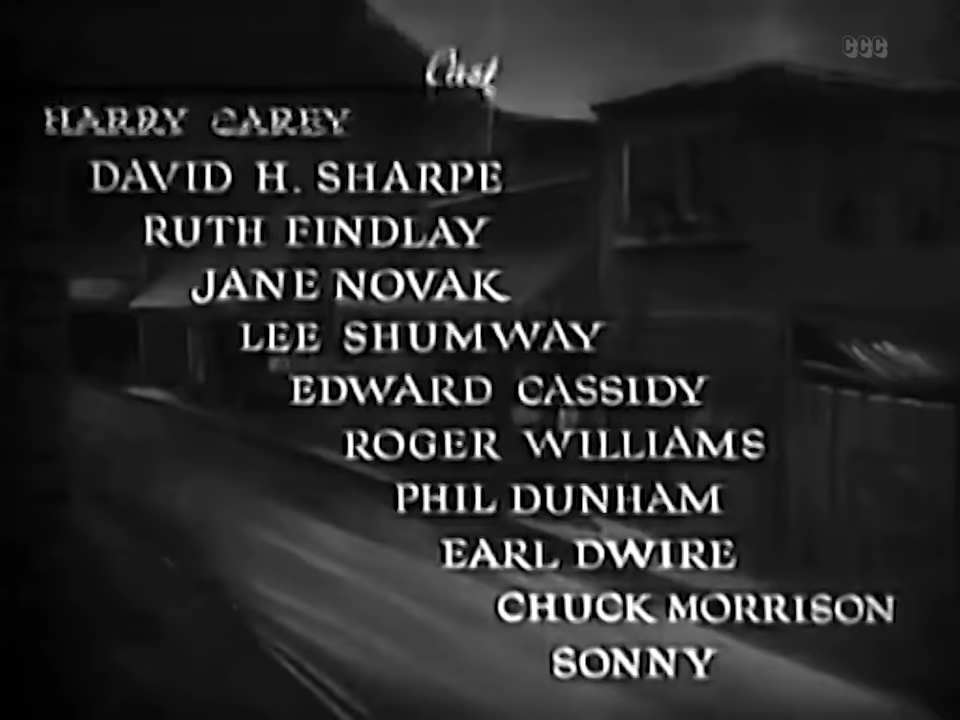 CCC
Cast
HARRY CAREY
DAVID H. SHARPE
RUTH FINDLAY
JANE NOVAK
LEE SHUMWAY
EDWARD CASSIDY
ROGER WILLIAMS
PHIL DUNHAM
EARL DWIRE
CHUCK MORRISON
SONNY